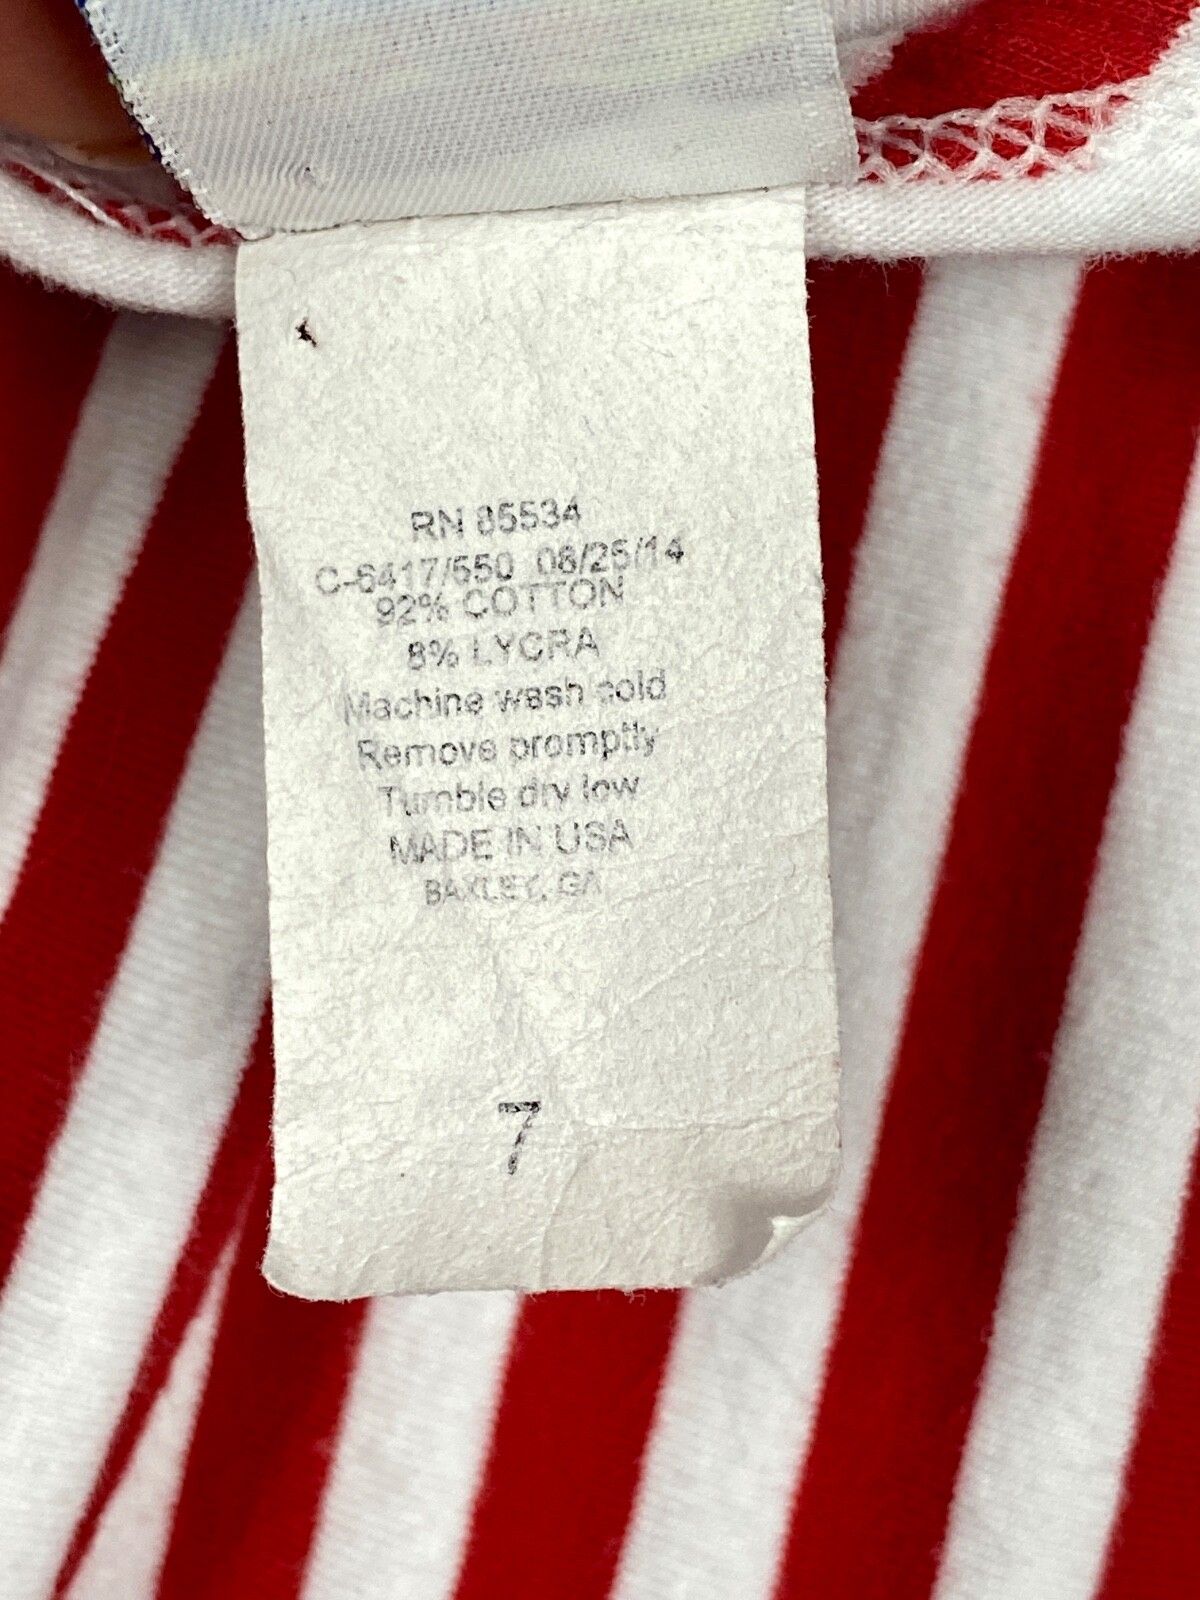 RN 85534
C-6417/550 08/25/14
92% COTTON
8% LYCRA
Machine wash cold
Remove promptly
Tumble dry low
MADE IN USA
BAXLEY, GA
7